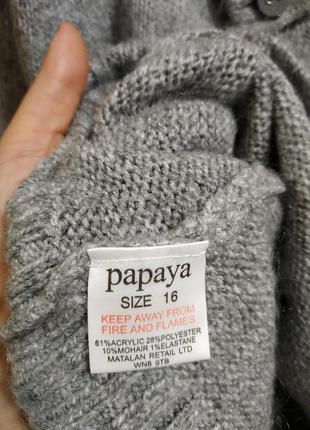 papaya
SIZE 16
KEEP AWAY FROM
FIRE AND FLAMES
61%ACRYLIC 28%POLYESTER
10%MOHAIR 1%ELASTANE
MATALAN RETAIL LTD
WN8 9TB